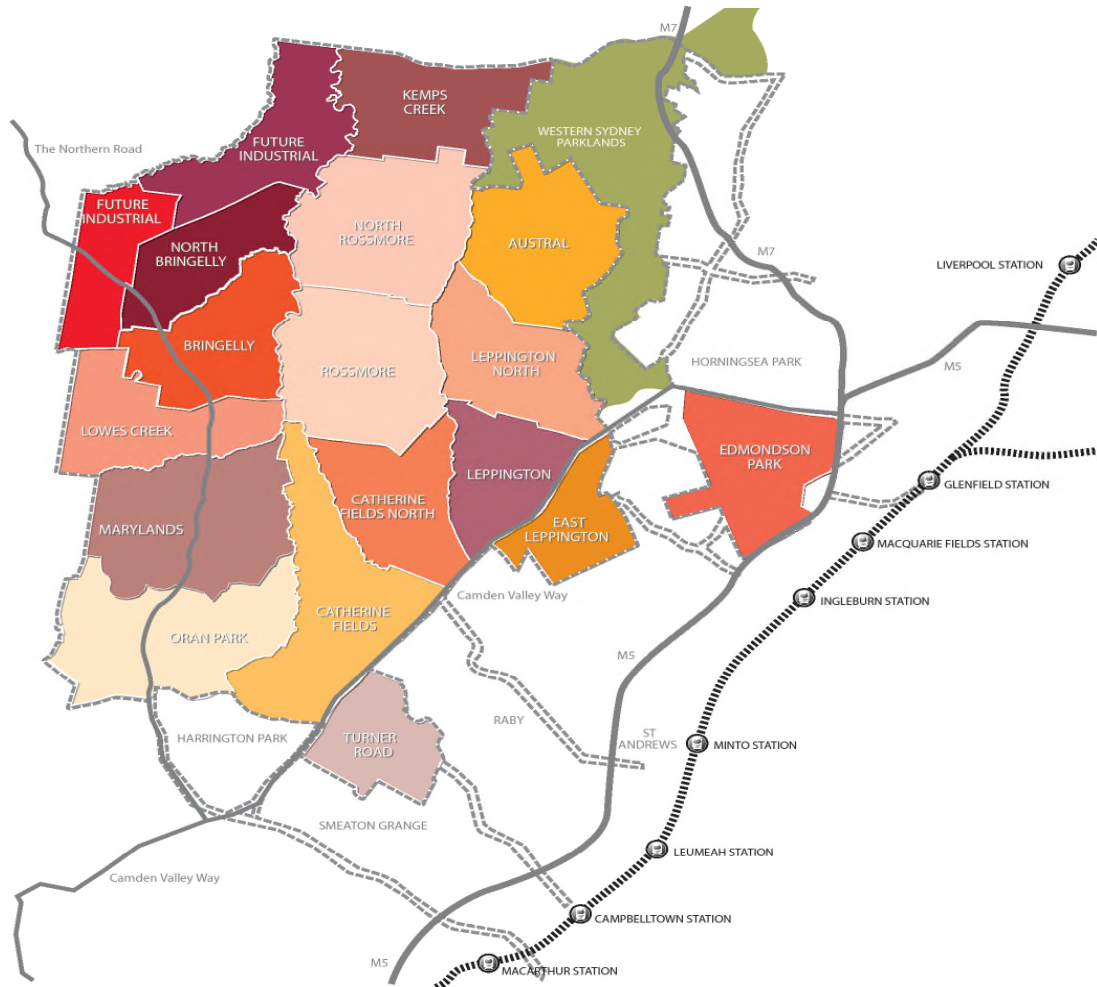 M7
KEMPS
CREEK
WESTERN SYDNEY
PARKLANDS
The Northern Road
FUTURE
INDUSTRIAL
FUTURE
INDUSTRIAL
NORTH
ROSSMORE
NORTH
BRINGELLY
AUSTRAL
M7
LIVERPOOL STATION
BRINGELLY
ROSSMORE
LEPPINGTON
NORTH
HORNINGSEA PARK
M5
LOWES CREEK
EDMONDSON
PARK
LEPPINGTON
GLENFIELD STATION
CATHERINE
FIELDS NORTH
MARYLANDS
EAST
LEPPINGTON
MACQUARIE FIELDS STATION
Camden Valley Way
INGLEBURN STATION
CATHERINE
FIELDS
ORAN PARK
M5
RABY
HARRINGTON PARK
TURNER
ROAD
ST
ANDREWS
MINTO STATION
SMEATON GRANGE
LEUMEAH STATION
Camden Valley Way
CAMPBELLTOWN STATION
M5
MACARTHUR STATION